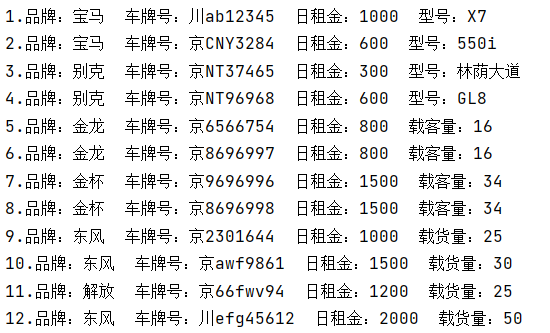 1.品牌：宝马  车牌号：川ab12345  日租金：1000  型号：X7
2.品牌：宝马  车牌号：京CNY3284  日租金：600  型号：550i
3.品牌：别克  车牌号：京NT37465  日租金：300  型号：林荫大道
4.品牌：别克  车牌号：京NT96968  日租金：600  型号：GL8
5.品牌：金龙  车牌号：京6566754  日租金：800  载客量：16
6.品牌：金龙  车牌号：京8696997  日租金：800  载客量：16
7.品牌：金杯  车牌号：京9696996  日租金：1500  载客量：34
8.品牌：金杯  车牌号：京8696998  日租金：1500  载客量：34
9.品牌：东风  车牌号：京2301644  日租金：1000  载货量：25
10.品牌：东风  车牌号：京awf9861  日租金：1500  载货量：30
11.品牌：解放  车牌号：京66fwv94  日租金：1200  载货量：25
12.品牌：东风  车牌号：川efg45612  日租金：2000  载货量：50